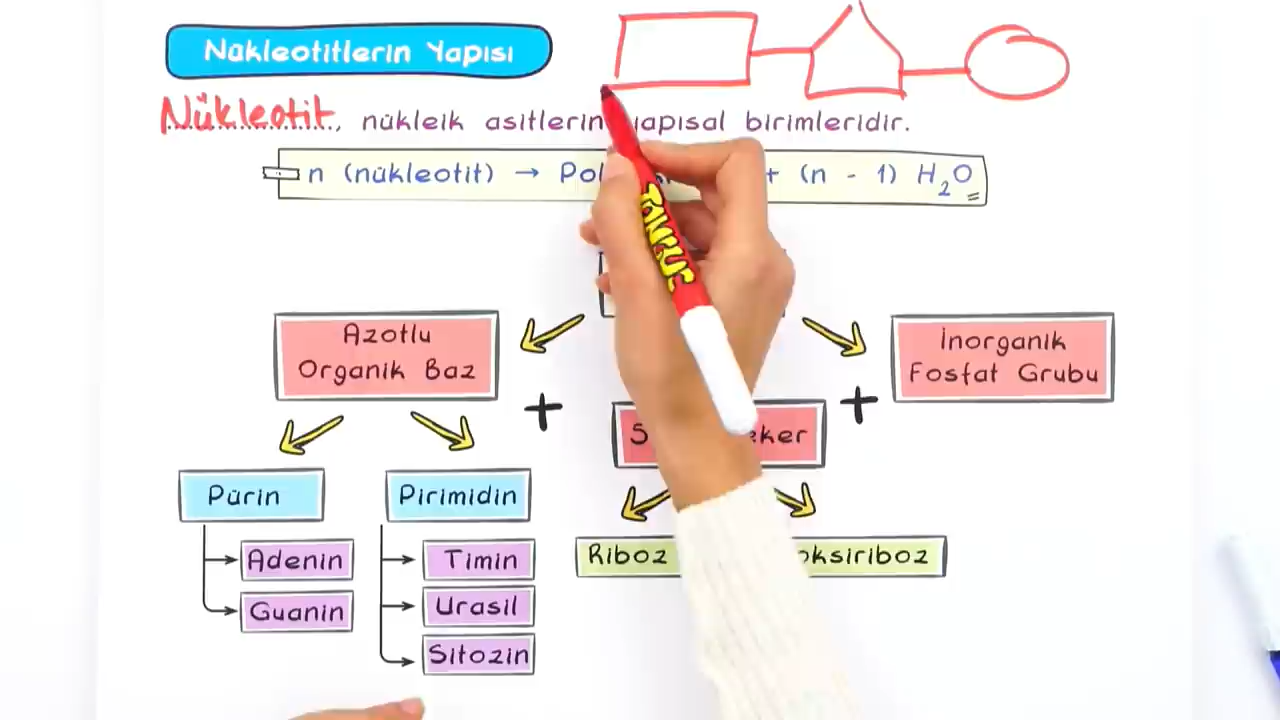 Nükleotitlerin Yapısı
Nükleotit, nükleik asitlerin yapısal birimleridir.
n (nükleotit) → + (n - 1) H₂O
Azotlu
Organik Baz
İnorganik
Fosfat Grubu
+
+
Pürin
Pirimidin
Adenin
Guanin
Timin
Urasil
Sitozin
Riboz
TANBUR